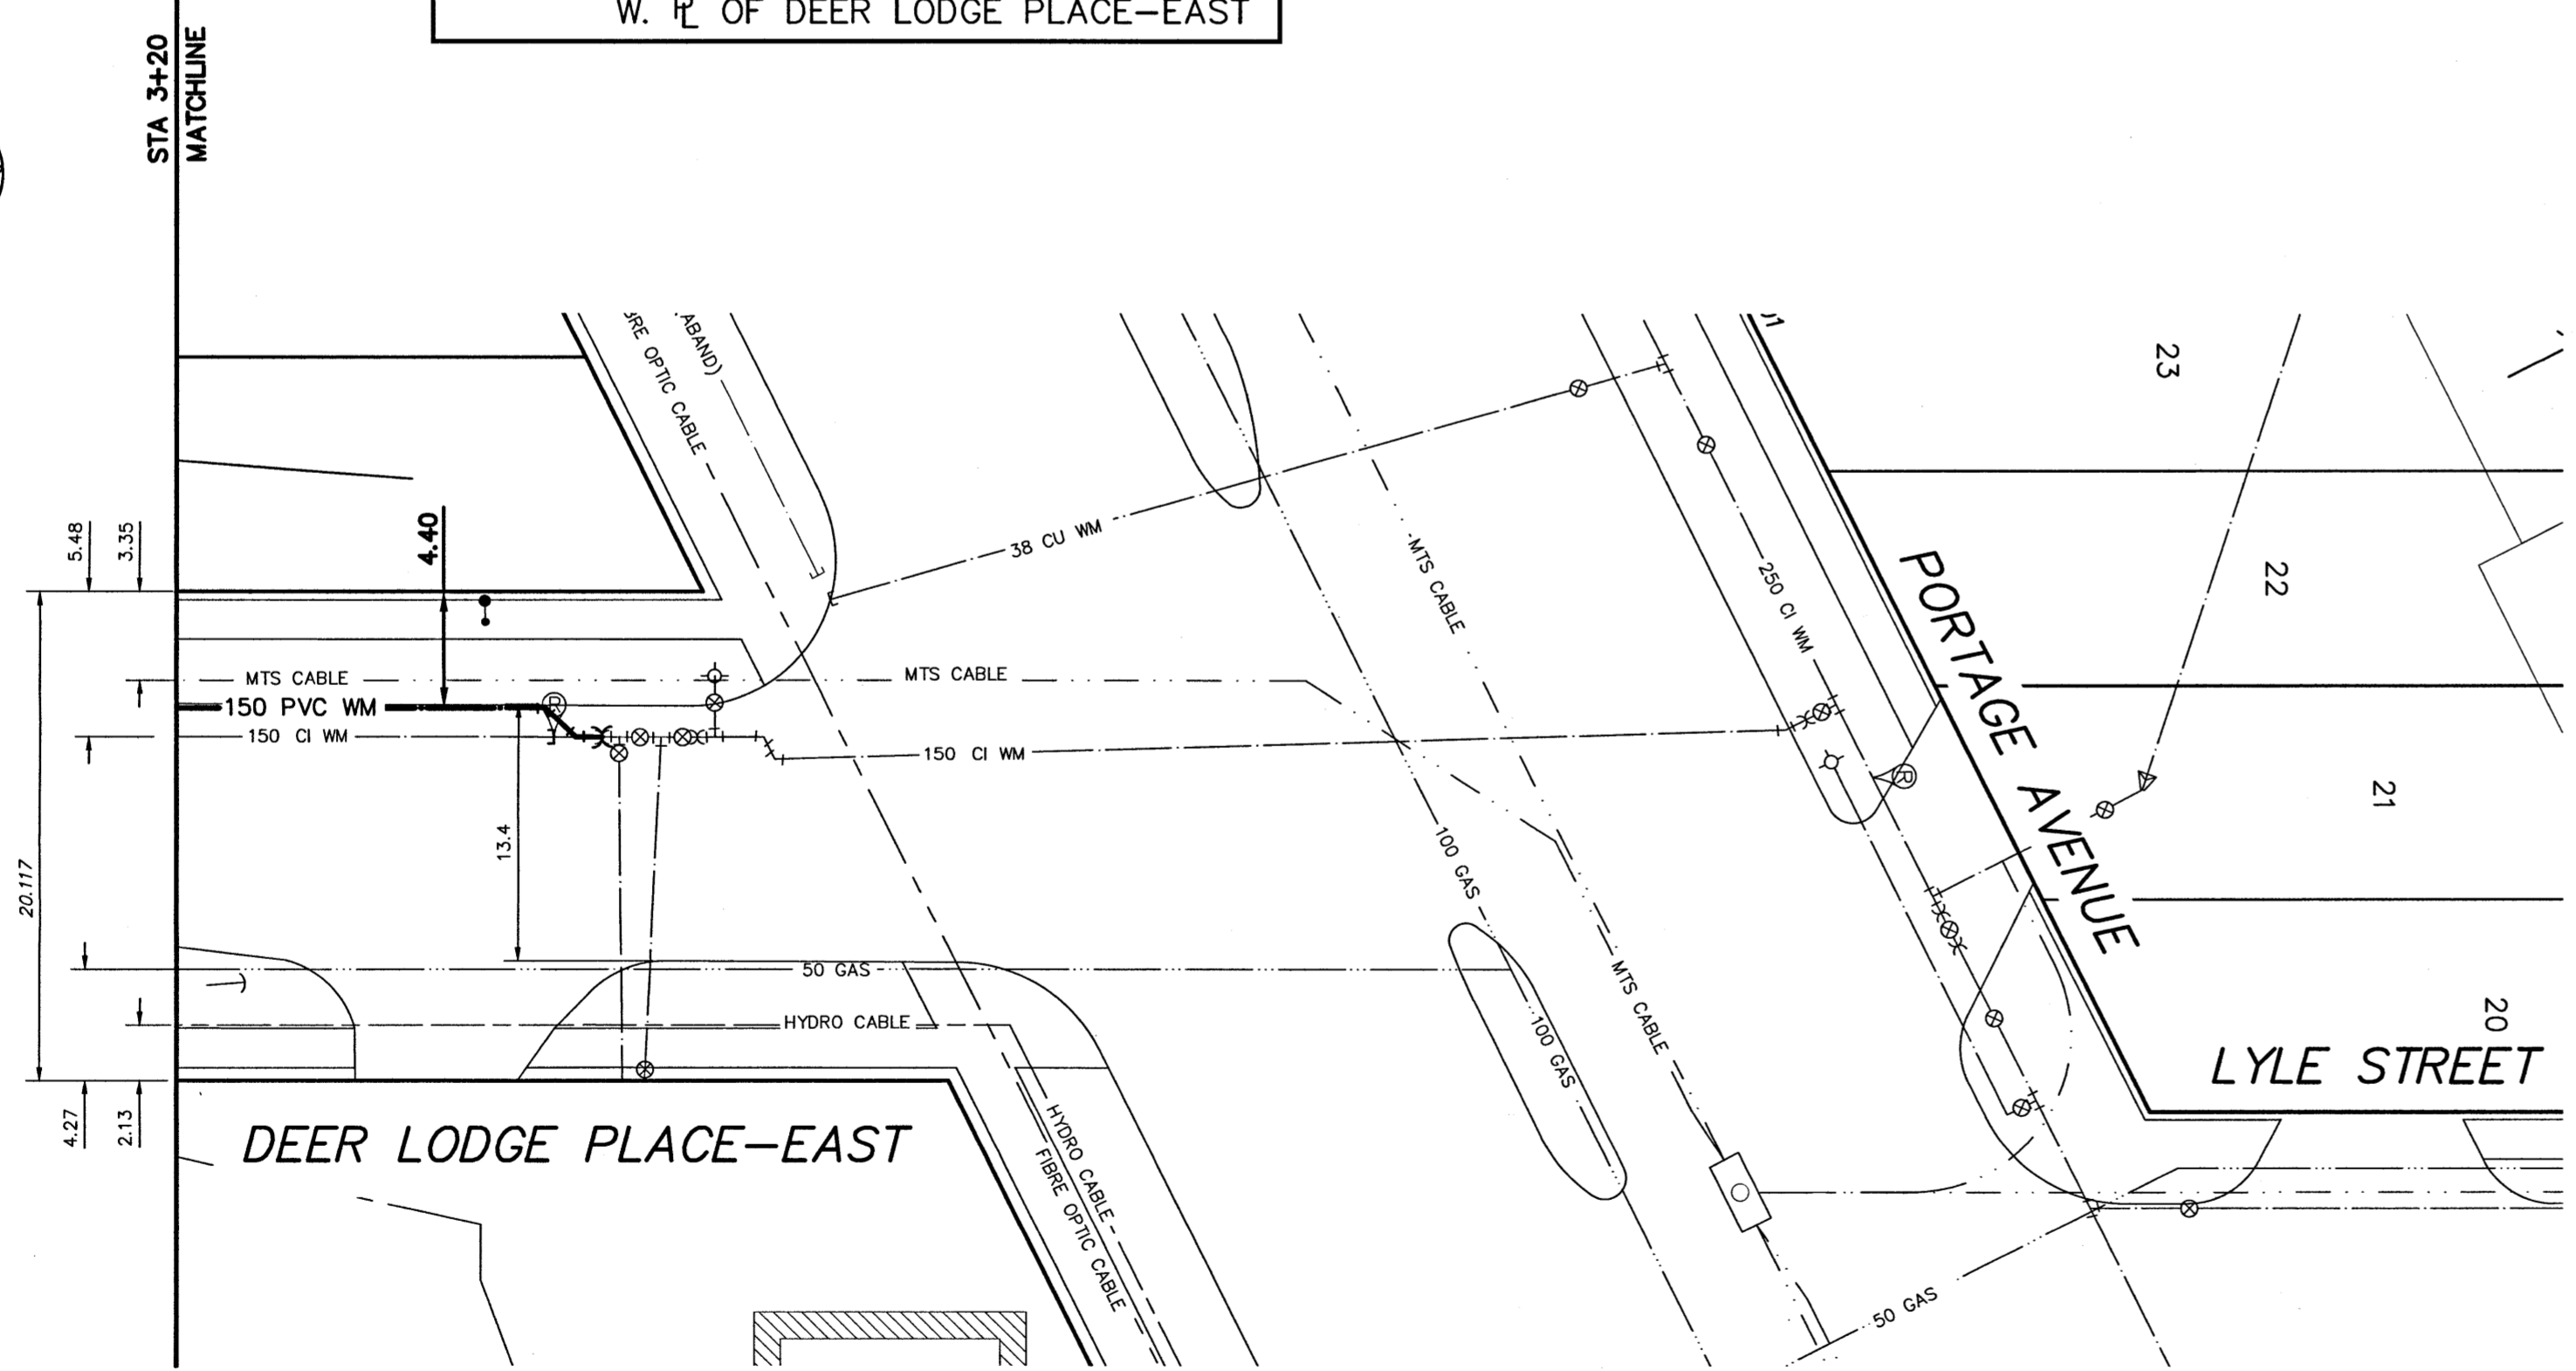 W. PL OF DEER LODGE PLACE-EAST
STA 3+20
MATCHLINE
OPTIC CABLE
23
5.48
3.35
4.40
38 CU WM
MTS CABLE
250 CI WM
PORTAGE AVENUE
22
MTS CABLE
MTS CABLE
150 PVC WM
R
150 CI WM
150 CI WM
R
21
13.4
100 GAS
20.117
50 GAS
MTS CABLE
HYDRO CABLE
100 GAS
20
LYLE STREET
4.27
2.13
DEER LODGE PLACE-EAST
HYDRO CABLE
FIBRE OPTIC CABLE
50 GAS